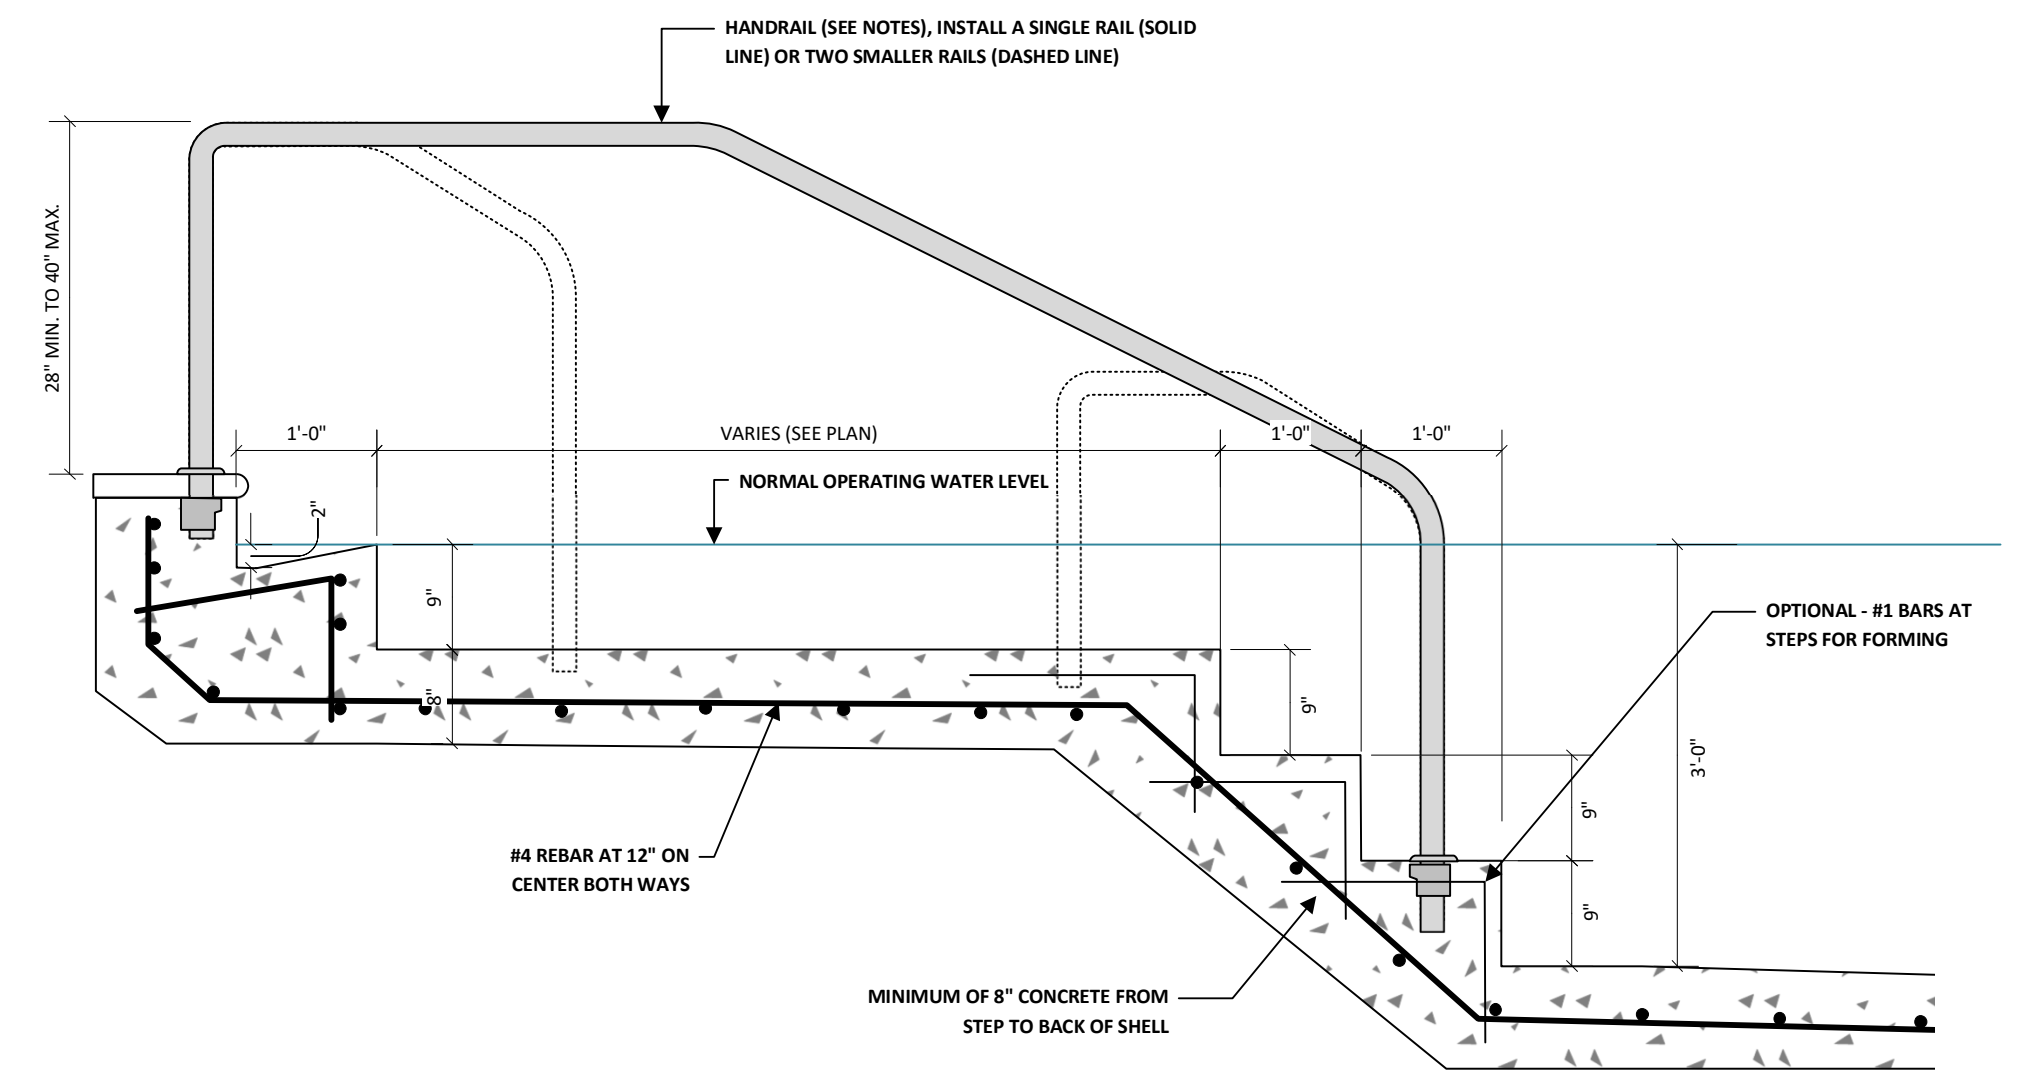 HANDRAIL (SEE NOTES), INSTALL A SINGLE RAIL (SOLID
LINE) OR TWO SMALLER RAILS (DASHED LINE)
28" MIN. TO 40" MAX.
1'-0"
VARIES (SEE PLAN)
1'-0"
1'-0"
NORMAL OPERATING WATER LEVEL
2"
9"
8"
9"
9"
9"
3'-0"
OPTIONAL - #1 BARS AT
STEPS FOR FORMING
#4 REBAR AT 12" ON
CENTER BOTH WAYS
MINIMUM OF 8" CONCRETE FROM
STEP TO BACK OF SHELL